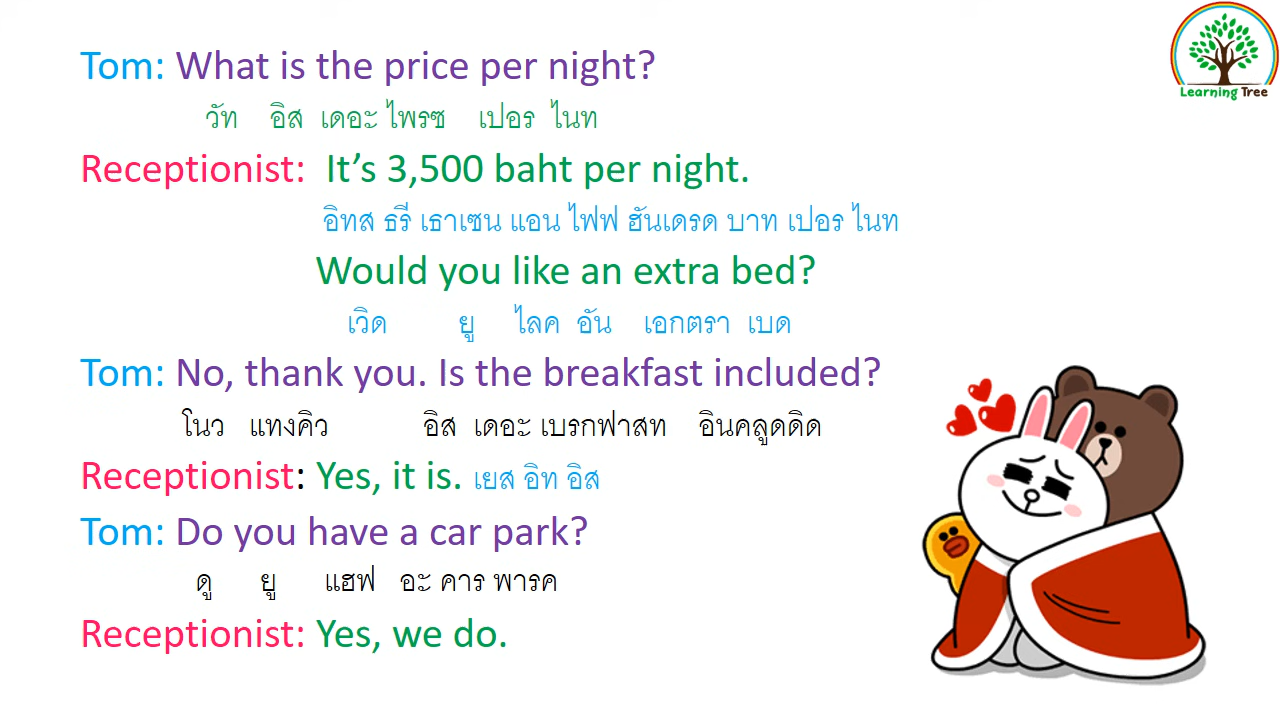 Learning Tree
Tom: What is the price per night?
วัท อิส เดอะ ไพรซ เปอร ไนท
Receptionist: It’s 3,500 baht per night.
อิทส ธรี เธาเซน แอน ไฟฟ ฮันเดรด บาท เปอร ไนท
Would you like an extra bed?
เวิด ยู ไลค อัน เอกตรา เบด
Tom: No, thank you. Is the breakfast included?
โนว แทงคิว อิส เดอะ เบรกฟาสท อินคลูดดิด
Receptionist: Yes, it is. เยส อิท อิส
Tom: Do you have a car park?
ดู ยู แฮฟ อะ คาร พารค
Receptionist: Yes, we do.